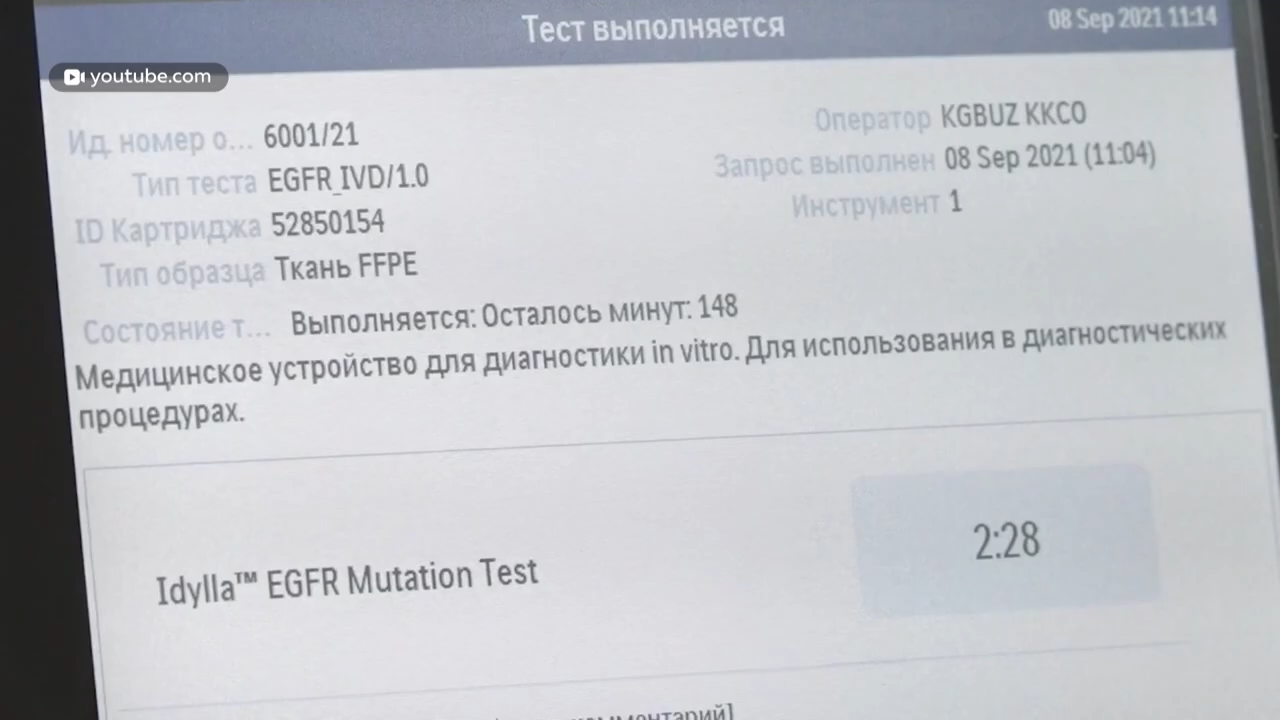 Тест выполняется
08 Sep 2021 11:14
youtube.com
Ид. номер о... 6001/21
Оператор KGBUZ KKCO
Тип теста EGFR_IVD/1.0
Запрос выполнен 08 Sep 2021 (11:04)
ID Картриджа 52850154
Инструмент 1
Тип образца Ткань FFPE
Состояние т... Выполняется: Осталось минут: 148
Медицинское устройство для диагностики in vitro. Для использования в диагностических
процедурах.
Idylla™ EGFR Mutation Test
2:28